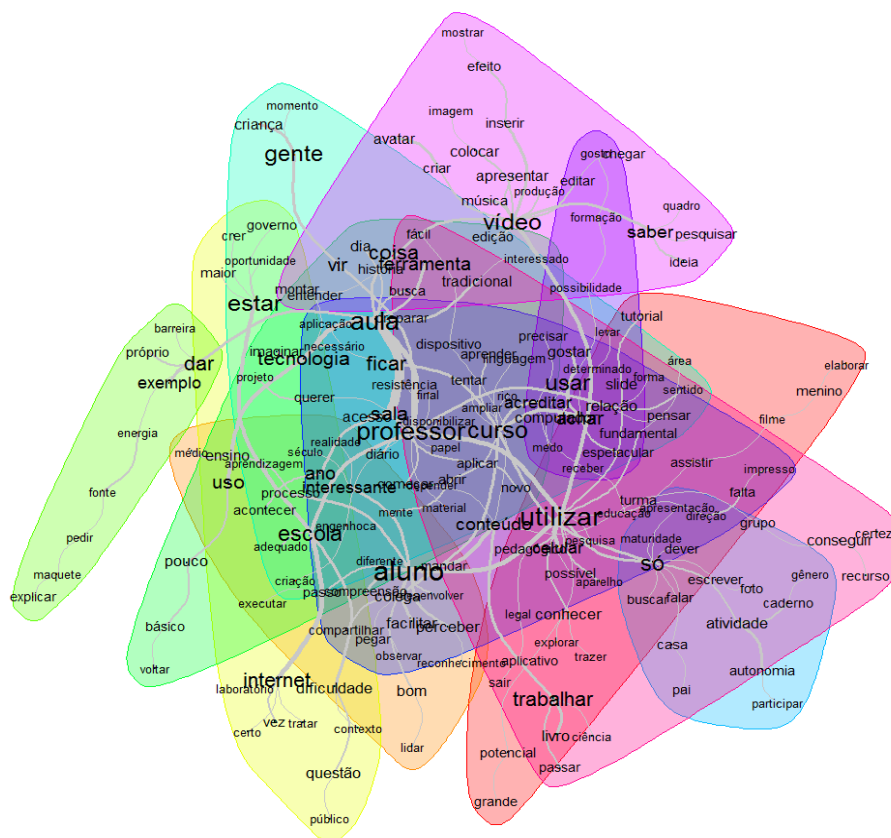 mostrar
efeito
momento
imagem
inserir
criança
avatar
gente
colocar
gostar chegar
criar
apresentar
editar
produção
música
quadro
formação
governo
fácil
vídeo
saber pesquisar
crer
dia
coisa
edição
oportunidade
vir
história
ferramenta
interessado
ideia
maior
montar
entender
busca
tradicional
possibilidade
estar
aula
preparar
barreira
aplicação
levar
tutorial
próprio
necessário
dispositivo
precisar
imaginar
tecnologia
aprender
linguagem
gostar
dar
ficar
determinado
área
elaborar
exemplo
projeto
resistência
tentar
usar
slide
forma
sentido
menino
querer
final
rico
acreditar
sala
ampliar
relação
acesso
disponibilizar
computador
achar
pensar
filme
energia
professor
curso
fundamental
realidade
papel
medo
médio
ensino
século
diário
espetacular
aprendizagem
aplicar
receber
assistir
ano
abrir
impresso
fonte
uso
processo
interessante
começar
depender
novo
falta
acontecer
mente
material
turma
utilizar
educação
apresentação
direção
grupo
engenhoca
conteúdo
pedir
escola
pesquisa
maturidade
certeza
adequado
pedagógico
celular
dever
conseguir
diferente
só
maquete
pouco
aluno
mandar
possível
aparelho
gênero
recurso
explicar
criação
passo
compreensão
desenvolver
escrever
foto
executar
colega
buscar
falar
caderno
legal
conhecer
atividade
básico
compartilhar
facilitar
perceber
pegar
explorar
casa
voltar
observar
reconhecimento
aplicativo
trazer
autonomia
internet
sair
pai
laboratório
dificuldade
bom
trabalhar
participar
certo
vez
tratar
contexto
livro
ciência
lidar
potencial
passar
questão
grande
público